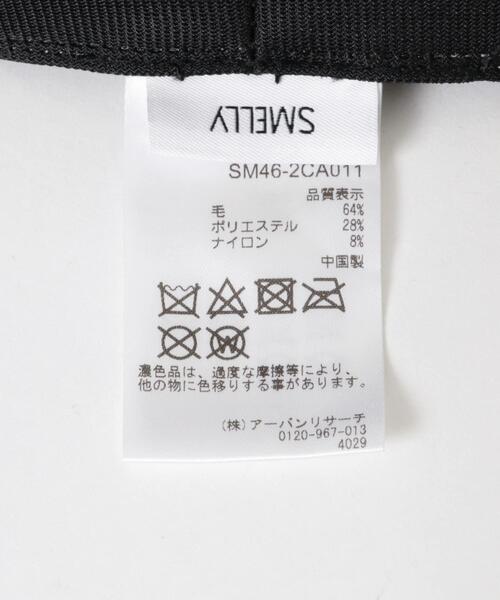 SMELLY
SM46-2CA011
品質表示
毛 64%
ポリエステル 28%
ナイロン 8%
中国製
濃色品は、過度な摩擦等により、
他の物に色移りする事があります。
(株) アーバンリサーチ
0120-967-013
4029